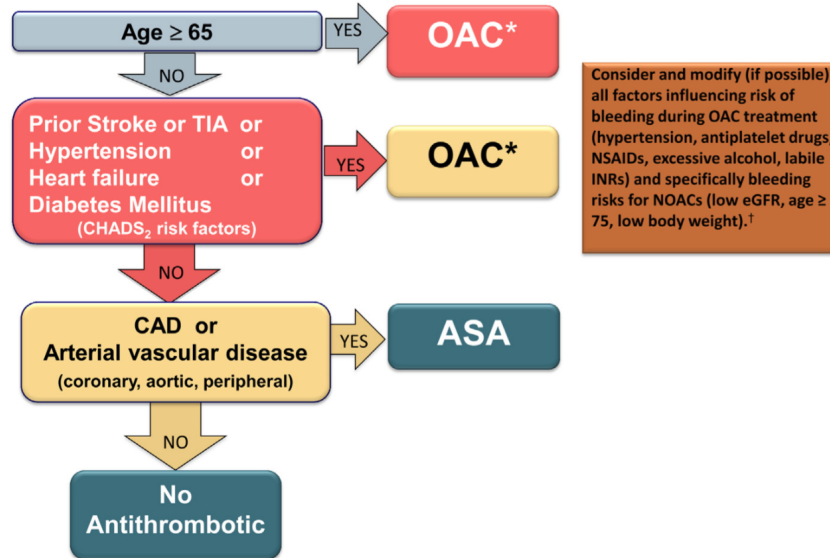 Age ≥ 65
YES
OAC*
NO
Prior Stroke or TIA or
Hypertension or
Heart failure or
Diabetes Mellitus
(CHADS₂ risk factors)
YES
OAC*
Consider and modify (if possible)
all factors influencing risk of
bleeding during OAC treatment
(hypertension, antiplatelet drugs,
NSAIDs, excessive alcohol, labile
INRs) and specifically bleeding
risks for NOACs (low eGFR, age ≥
75, low body weight).†
NO
CAD or
Arterial vascular disease
(coronary, aortic, peripheral)
YES
ASA
NO
No
Antithrombotic